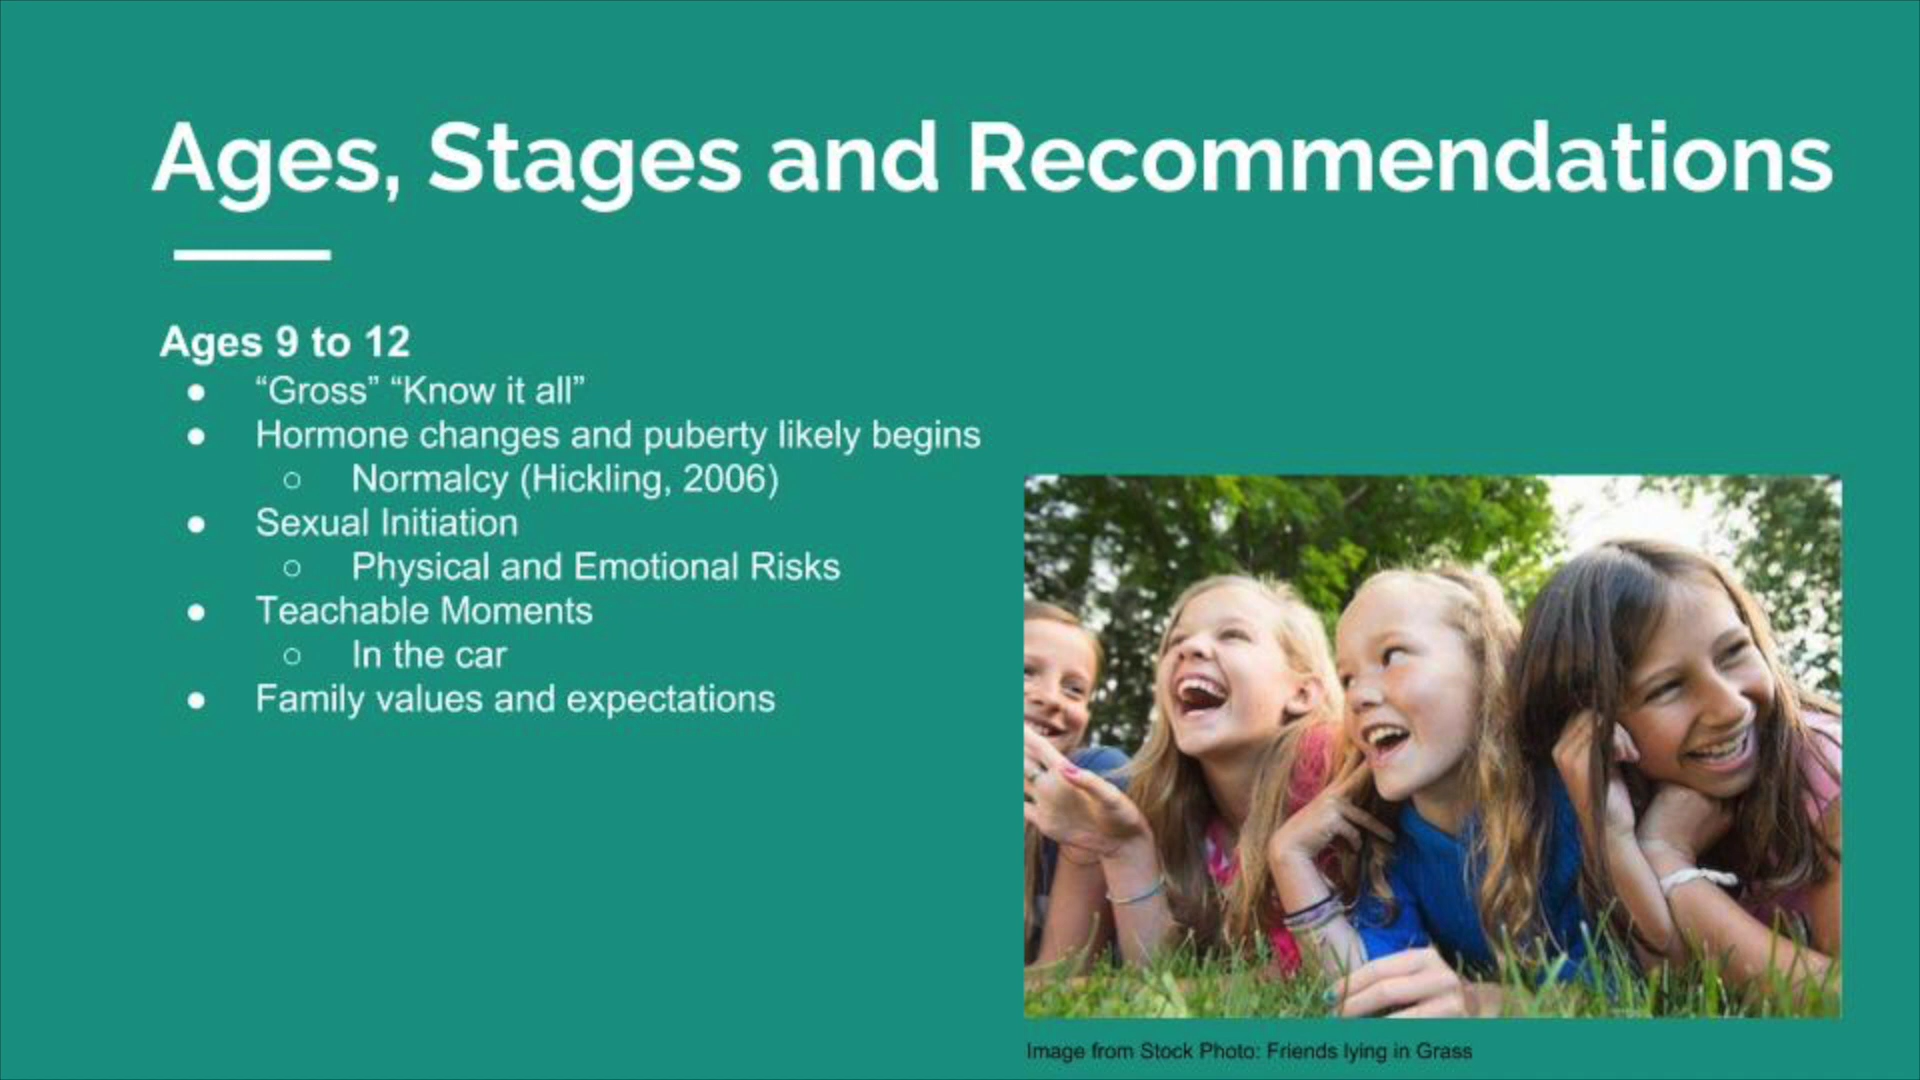 Ages, Stages and Recommendations
Ages 9 to 12
● “Gross” “Know it all”
● Hormone changes and puberty likely begins
○ Normalcy (Hickling, 2006)
● Sexual Initiation
○ Physical and Emotional Risks
● Teachable Moments
○ In the car
● Family values and expectations
Image from Stock Photo: Friends lying in Grass